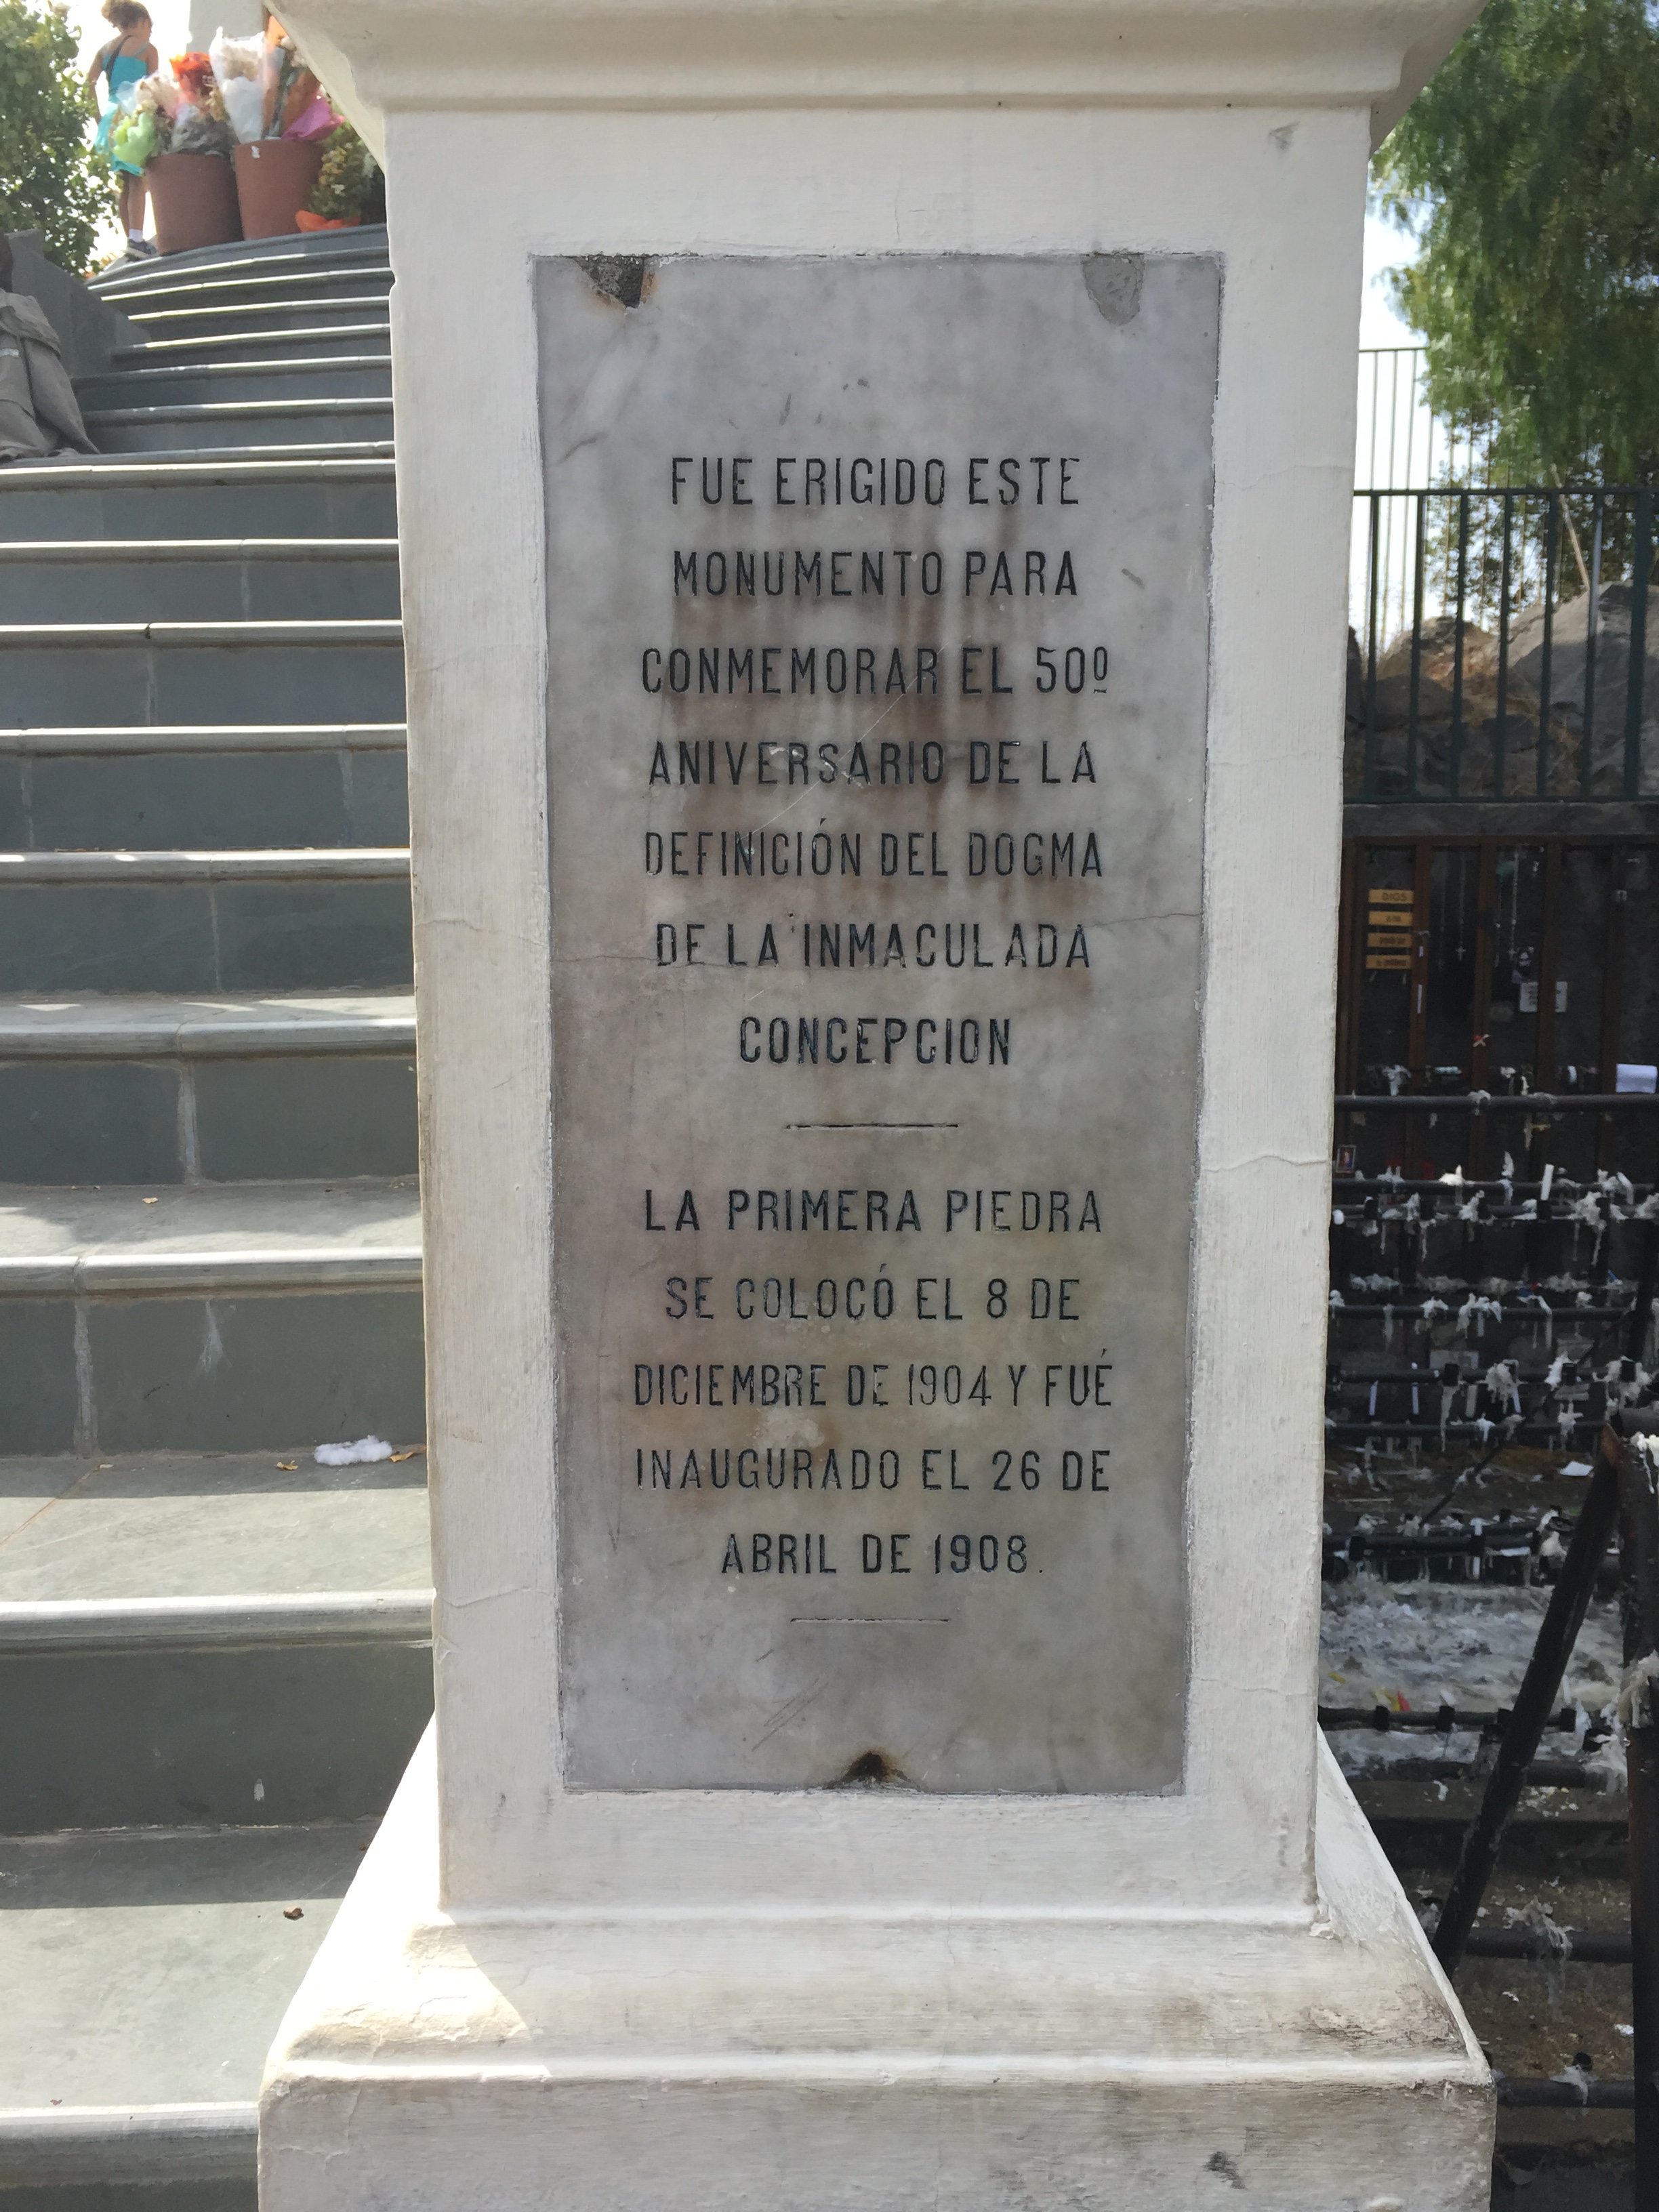 FUE ERIGIDO ESTE
MONUMENTO PARA
CONMEMORAR EL 50º
ANIVERSARIO DE LA
DEFINICIÓN DEL DOGMA
DE LA INMACULADA
CONCEPCION
LA PRIMERA PIEDRA
SE COLOCÓ EL 8 DE
DICIEMBRE DE 1904 Y FUÉ
INAUGURADO EL 26 DE
ABRIL DE 1908.
DIOS